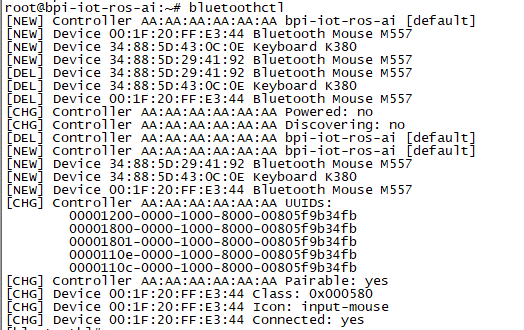 root@bpi-iot-ros-ai:~# bluetoothctl
[NEW] Controller AA:AA:AA:AA:AA:AA bpi-iot-ros-ai [default]
[NEW] Device 00:1F:20:FF:E3:44 Bluetooth Mouse M557
[NEW] Device 34:88:5D:43:0C:0E Keyboard K380
[NEW] Device 34:88:5D:29:41:92 Bluetooth Mouse M557
[DEL] Device 34:88:5D:29:41:92 Bluetooth Mouse M557
[DEL] Device 34:88:5D:43:0C:0E Keyboard K380
[DEL] Device 00:1F:20:FF:E3:44 Bluetooth Mouse M557
[CHG] Controller AA:AA:AA:AA:AA:AA Powered: no
[CHG] Controller AA:AA:AA:AA:AA:AA Discovering: no
[DEL] Controller AA:AA:AA:AA:AA:AA bpi-iot-ros-ai [default]
[NEW] Controller AA:AA:AA:AA:AA:AA bpi-iot-ros-ai [default]
[NEW] Device 34:88:5D:29:41:92 Bluetooth Mouse M557
[NEW] Device 34:88:5D:43:0C:0E Keyboard K380
[NEW] Device 00:1F:20:FF:E3:44 Bluetooth Mouse M557
[CHG] Controller AA:AA:AA:AA:AA:AA UUIDs:
00001200-0000-1000-8000-00805f9b34fb
00001800-0000-1000-8000-00805f9b34fb
00001801-0000-1000-8000-00805f9b34fb
0000110e-0000-1000-8000-00805f9b34fb
0000110c-0000-1000-8000-00805f9b34fb
[CHG] Controller AA:AA:AA:AA:AA:AA Pairable: yes
[CHG] Device 00:1F:20:FF:E3:44 Class: 0x000580
[CHG] Device 00:1F:20:FF:E3:44 Icon: input-mouse
[CHG] Device 00:1F:20:FF:E3:44 Connected: yes